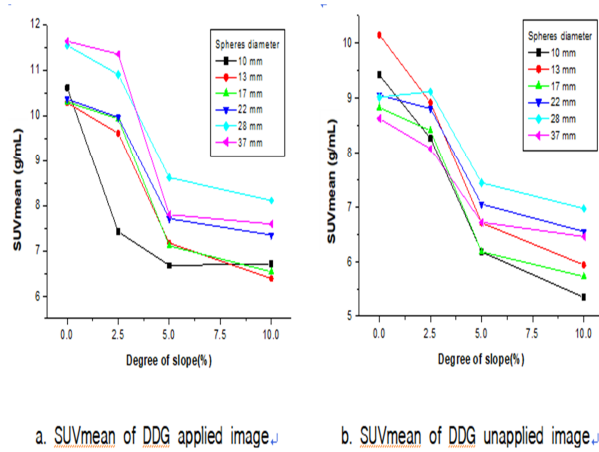 12
11
10
9
8
7
6
0.0 2.5 5.0 7.5 10.0
SUVmean (g/mL)
Degree of slope(%)
Spheres diameter
10 mm
13 mm
17 mm
22 mm
28 mm
37 mm
10
9
8
7
6
5
0.0 2.5 5.0 7.5 10.0
SUVmean (g/mL)
Degree of slope(%)
Spheres diameter
10 mm
13 mm
17 mm
22 mm
28 mm
37 mm
a. SUVmean of DDG applied image
b. SUVmean of DDG unapplied image